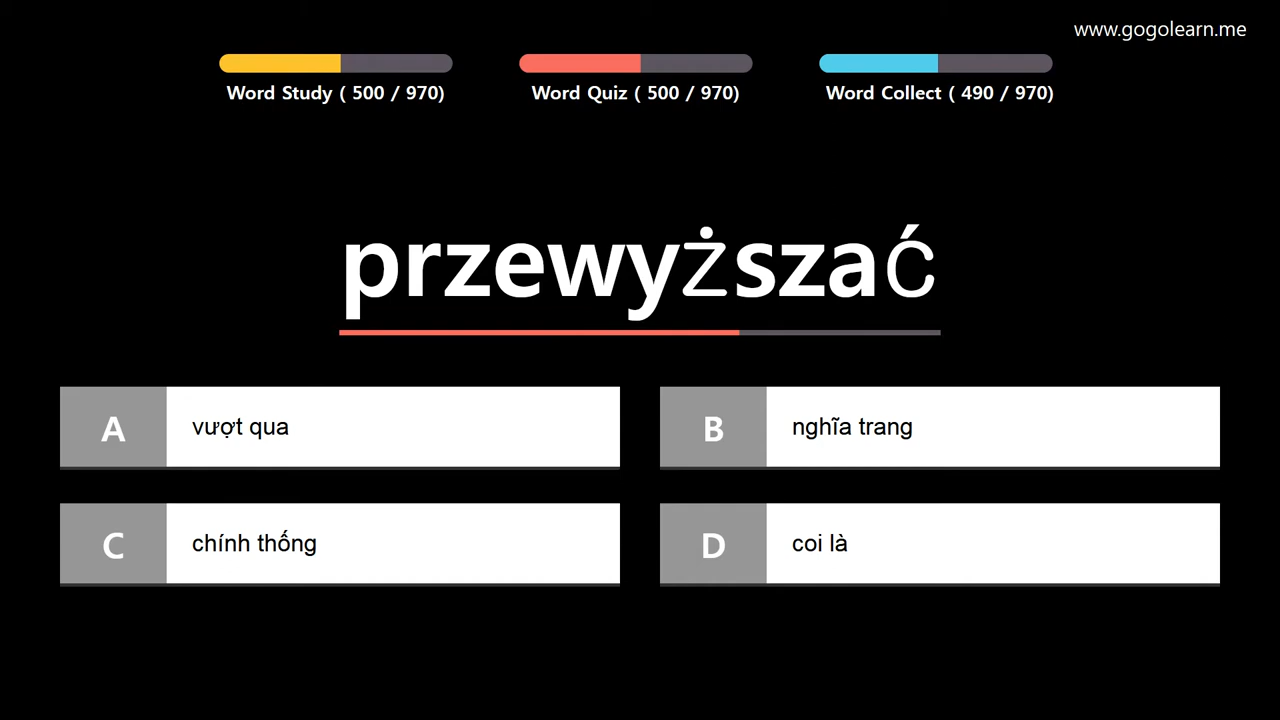 www.gogolearn.me
Word Study ( 500 / 970)
Word Quiz ( 500 / 970)
Word Collect ( 490 / 970)
przewyższać
A
vượt qua
B
nghĩa trang
C
chính thống
D
coi là